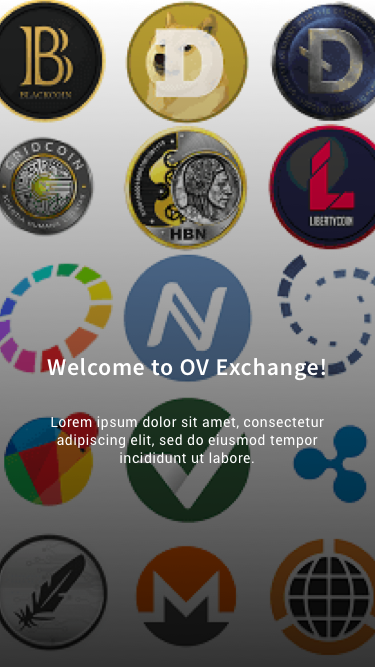 BLACKCOIN
GRIDCOIN
HBN
LIBERTYCOIN
Welcome to OV Exchange!
Lorem ipsum dolor sit amet, consectetur
adipiscing elit, sed do eiusmod tempor
incididunt ut labore.